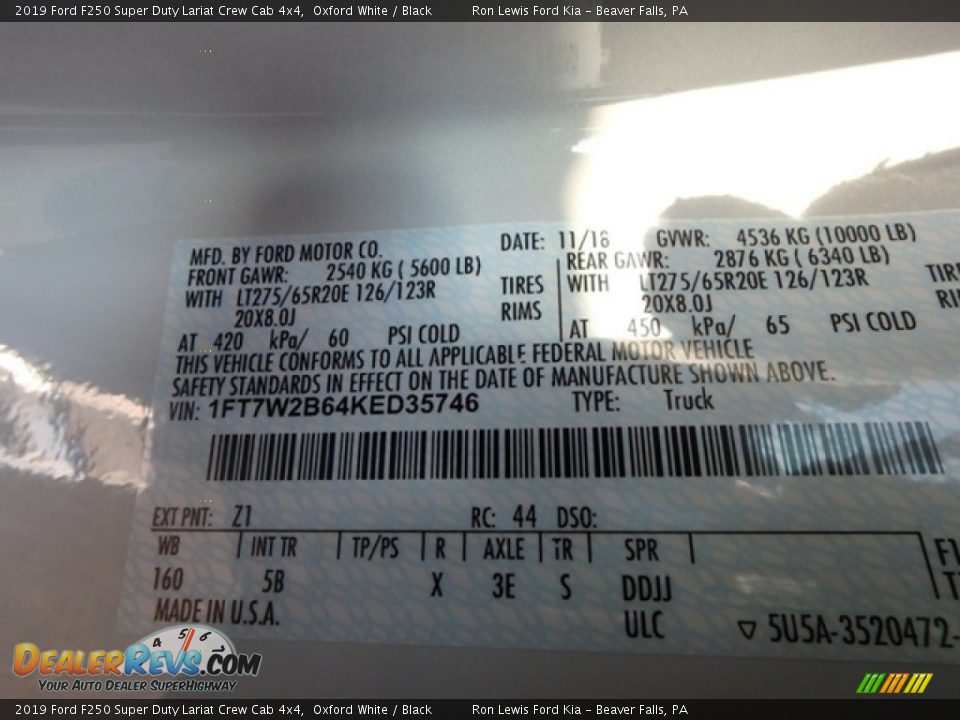 2019 Ford F250 Super Duty Lariat Crew Cab 4x4, Oxford White / Black Ron Lewis Ford Kia - Beaver Falls, PA
MFD. BY FORD MOTOR CO. DATE: 11/18 GVWR: 4536 KG (10000 LB)
FRONT GAWR: 2540 KG ( 5600 LB) REAR GAWR: 2876 KG ( 6340 LB)
WITH LT275/65R20E 126/123R TIRES WITH LT275/65R20E 126/123R TIRE
20X8.0J RIMS 20X8.0J
AT 420 kPa/ 60 PSI COLD AT 450 kPa/ 65 PSI COLD
THIS VEHICLE CONFORMS TO ALL APPLICABLE FEDERAL MOTOR VEHICLE
SAFETY STANDARDS IN EFFECT ON THE DATE OF MANUFACTURE SHOWN ABOVE.
VIN: 1FT7W2B64KED35746 TYPE: Truck
EXT PNT: Z1 RC: 44 DSO:
WB INT TR TP/PS R AXLE TR SPR
160 5B X 3E S DDJJ
MADE IN U.S.A. ULC ▽ 5U5A-3520472-
DEALERREVS.COM
YOUR AUTO DEALER SUPERHIGHWAY
2019 Ford F250 Super Duty Lariat Crew Cab 4x4, Oxford White / Black Ron Lewis Ford Kia - Beaver Falls, PA